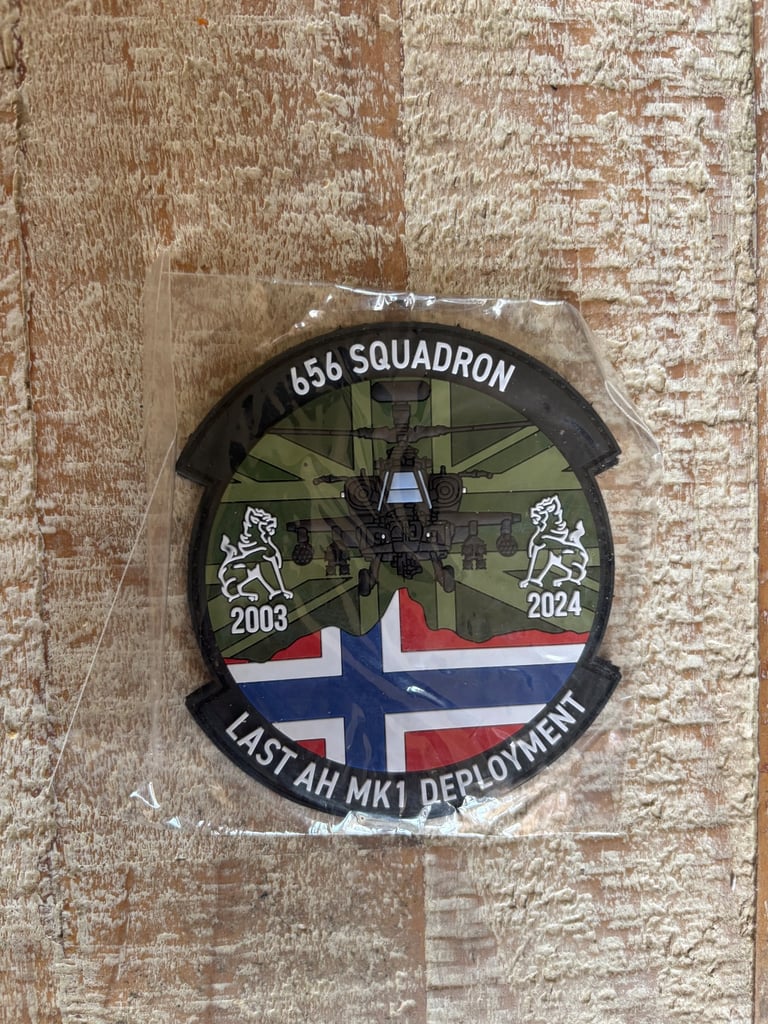 656 SQUADRON
2003
2024
LAST AH MK1 DEPLOYMENT